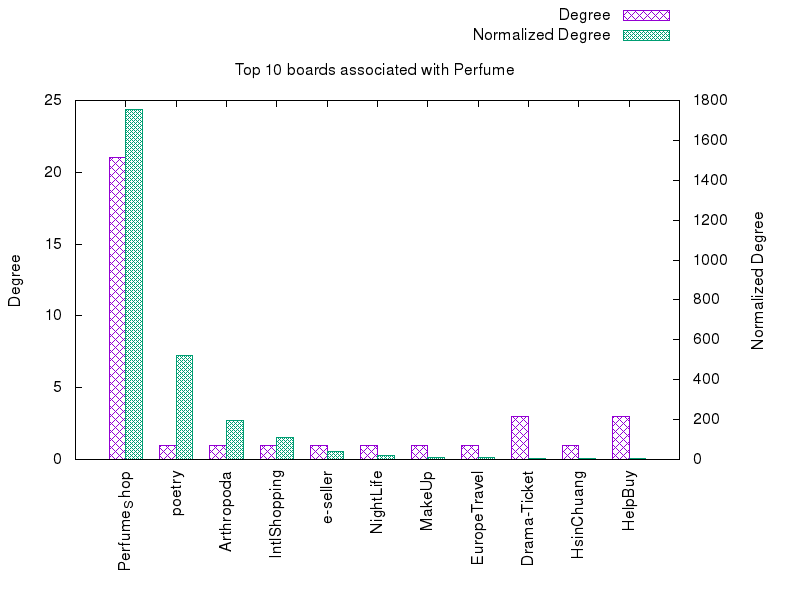 Degree
Normalized Degree
Top 10 boards associated with Perfume
25
20
15
10
5
0
1800
1600
1400
1200
1000
800
600
400
200
0
Degree
Normalized Degree
Perfumeshop
poetry
Arthropoda
IntlShopping
e-seller
NightLife
MakeUp
EuropeTravel
Drama-Ticket
HsinChuang
HelpBuy